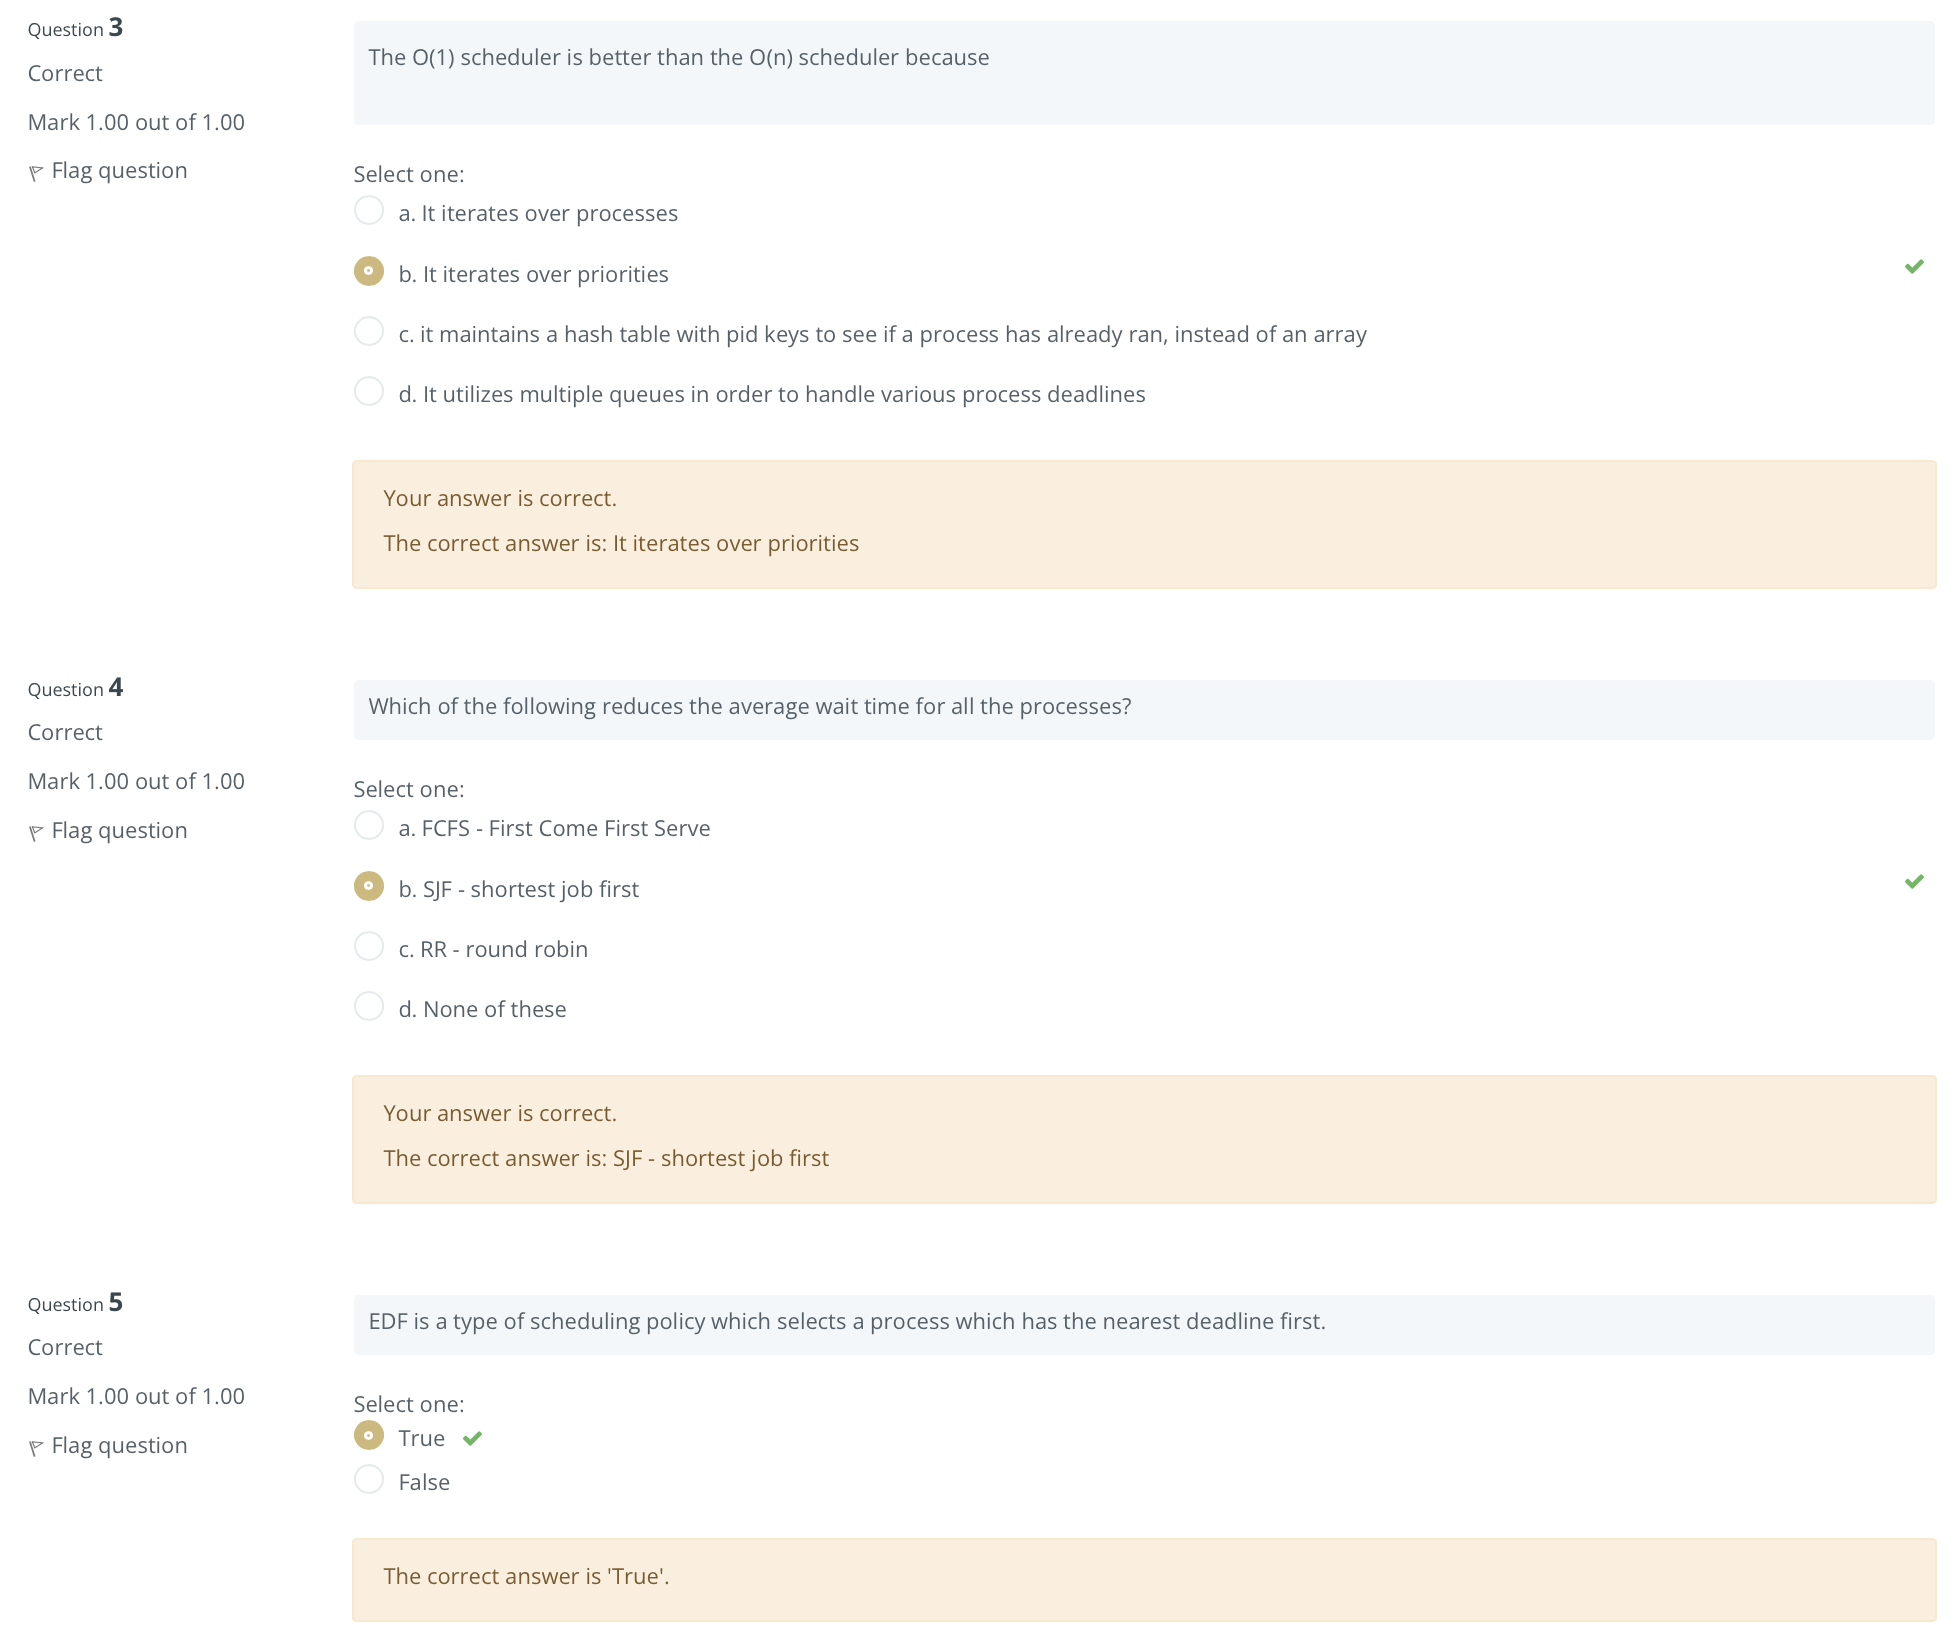 Question 3
Correct
Mark 1.00 out of 1.00
Flag question
The O(1) scheduler is better than the O(n) scheduler because
Select one:
a. It iterates over processes
b. It iterates over priorities
c. it maintains a hash table with pid keys to see if a process has already ran, instead of an array
d. It utilizes multiple queues in order to handle various process deadlines
Your answer is correct.
The correct answer is: It iterates over priorities
Question 4
Correct
Mark 1.00 out of 1.00
Flag question
Which of the following reduces the average wait time for all the processes?
Select one:
a. FCFS - First Come First Serve
b. SJF - shortest job first
c. RR - round robin
d. None of these
Your answer is correct.
The correct answer is: SJF - shortest job first
Question 5
Correct
Mark 1.00 out of 1.00
Flag question
EDF is a type of scheduling policy which selects a process which has the nearest deadline first.
Select one:
True
False
The correct answer is 'True'.